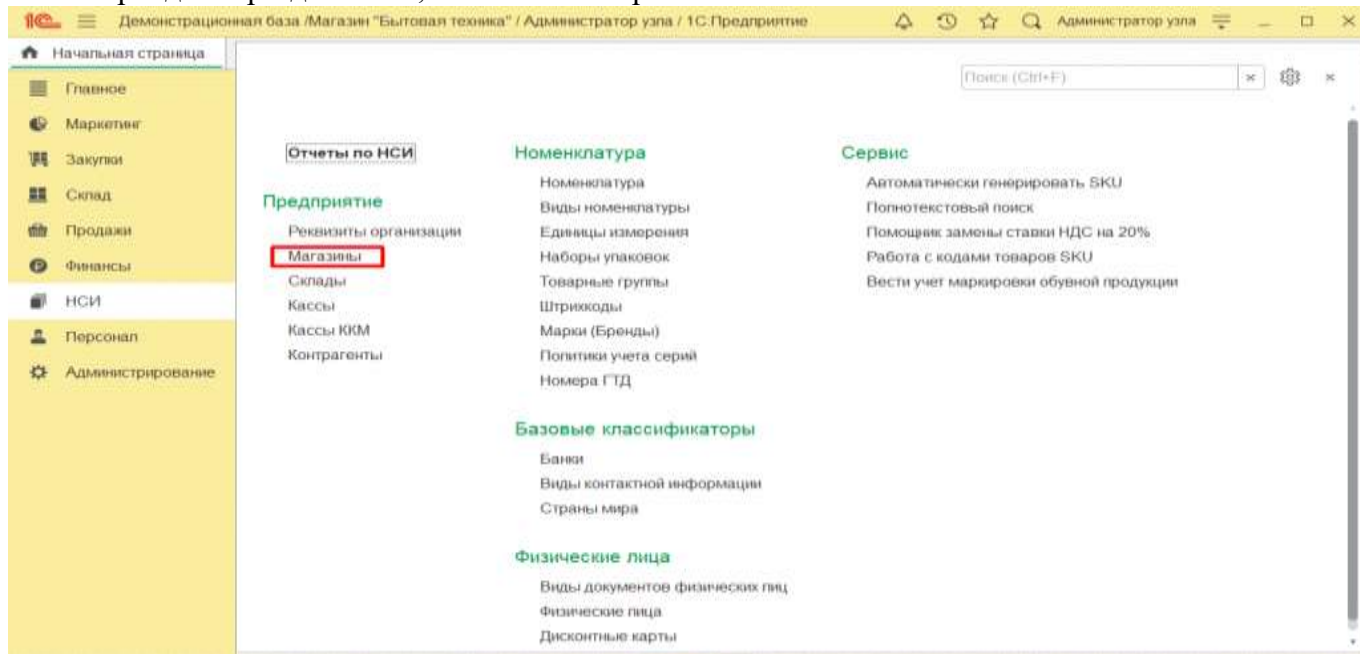 1С Демонстрационная база /Магазин "Бытовая техника" / Администратор узла / 1С:Предприятие
Администратор узла
Начальная страница
Поиск (Ctrl+F)
Главное
Маркетинг
Закупки
Склад
Продажи
Финансы
НСИ
Персонал
Администрирование
Отчеты по НСИ
Предприятие
Реквизиты организации
Магазины
Склады
Кассы
Кассы ККМ
Контрагенты
Номенклатура
Номенклатура
Виды номенклатуры
Единицы измерения
Наборы упаковок
Товарные группы
Штрихкоды
Марки (Бренды)
Политики учета серий
Номера ГТД
Базовые классификаторы
Банки
Виды контактной информации
Страны мира
Физические лица
Виды документов физических лиц
Физические лица
Дисконтные карты
Сервис
Автоматически генерировать SKU
Полнотекстовый поиск
Помощник замены ставки НДС на 20%
Работа с кодами товаров SKU
Вести учет маркировки обувной продукции